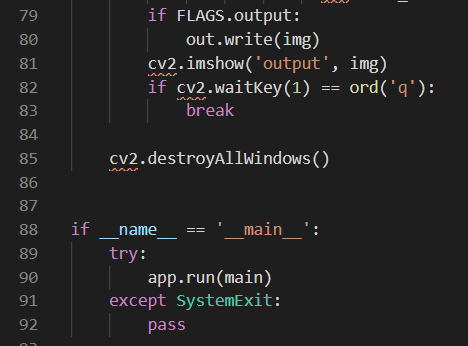 79 if FLAGS.output:
80 out.write(img)
81 cv2.imshow('output', img)
82 if cv2.waitKey(1) == ord('q'):
83 break
84
85 cv2.destroyAllWindows()
86
87
88 if __name__ == '__main__':
89 try:
90 app.run(main)
91 except SystemExit:
92 pass